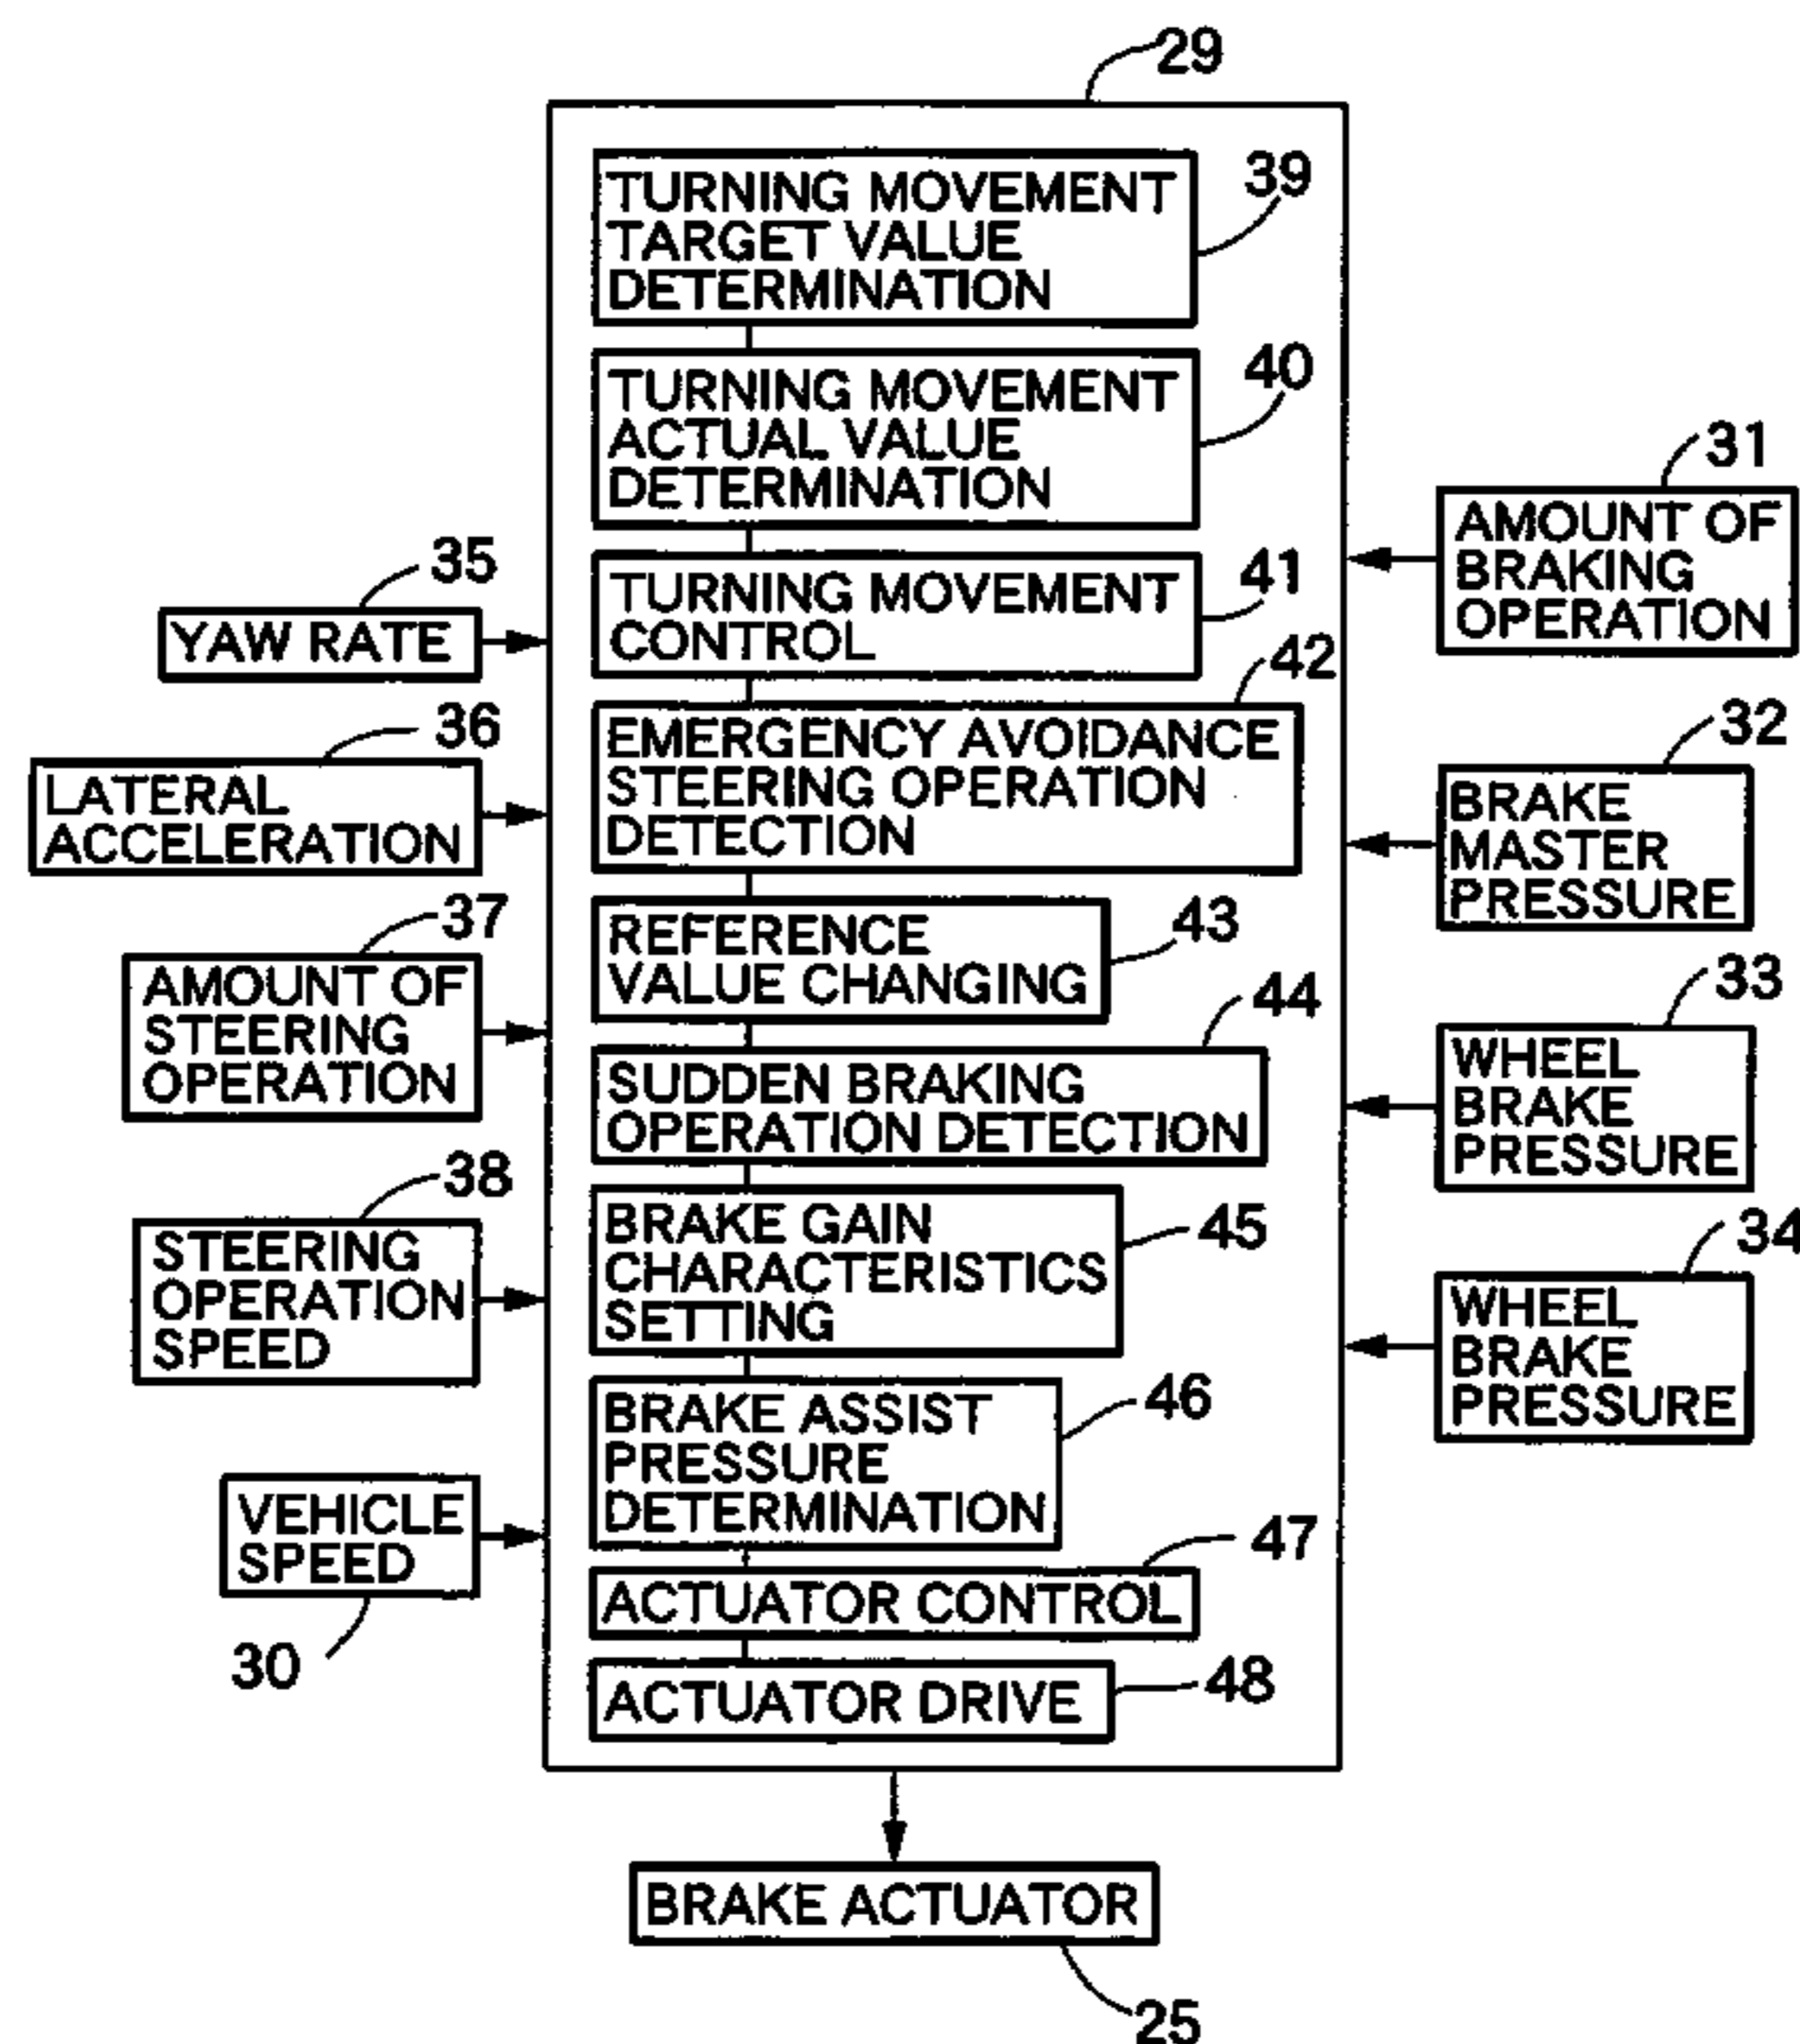 29
TURNING MOVEMENT
TARGET VALUE
DETERMINATION
39
TURNING MOVEMENT
ACTUAL VALUE
DETERMINATION
40
TURNING MOVEMENT
CONTROL
41
EMERGENCY AVOIDANCE
STEERING OPERATION
DETECTION
42
REFERENCE
VALUE CHANGING
43
SUDDEN BRAKING
OPERATION DETECTION
44
BRAKE GAIN
CHARACTERISTICS
SETTING
45
BRAKE ASSIST
PRESSURE
DETERMINATION
46
ACTUATOR CONTROL
47
ACTUATOR DRIVE
48
35
YAW RATE
36
LATERAL
ACCELERATION
37
AMOUNT OF
STEERING
OPERATION
38
STEERING
OPERATION
SPEED
VEHICLE
SPEED
30
31
AMOUNT OF
BRAKING
OPERATION
32
BRAKE
MASTER
PRESSURE
33
WHEEL
BRAKE
PRESSURE
34
WHEEL
BRAKE
PRESSURE
BRAKE ACTUATOR
25